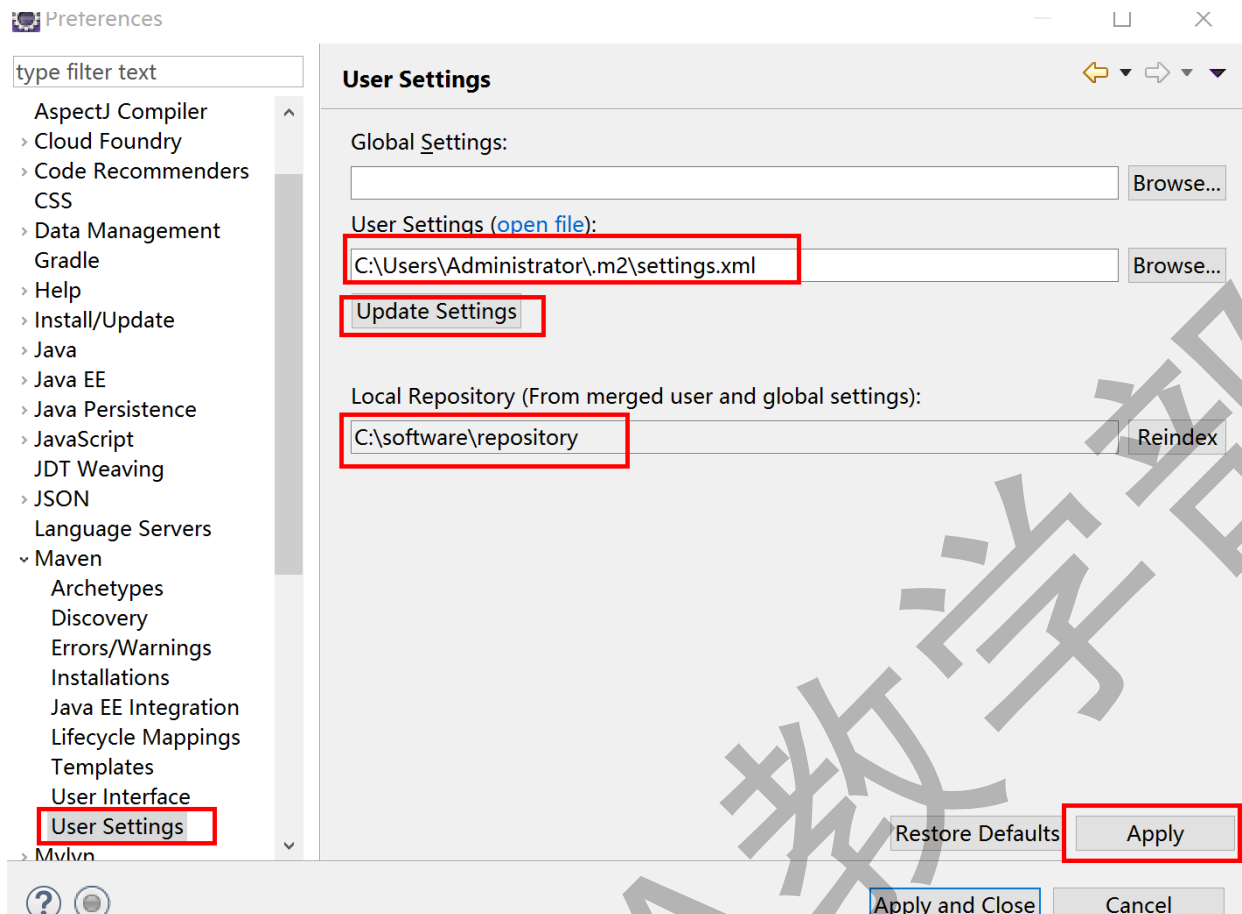 Preferences
type filter text
AspectJ Compiler
Cloud Foundry
Code Recommenders
CSS
Data Management
Gradle
Help
Install/Update
Java
Java EE
Java Persistence
JavaScript
JDT Weaving
JSON
Language Servers
Maven
Archetypes
Discovery
Errors/Warnings
Installations
Java EE Integration
Lifecycle Mappings
Templates
User Interface
User Settings
Mylyn
User Settings
Global Settings:
Browse...
User Settings (open file):
C:\Users\Administrator\.m2\settings.xml
Browse...
Update Settings
Local Repository (From merged user and global settings):
C:\software\repository
Reindex
Restore Defaults
Apply
?
Apply and Close
Cancel
教学部